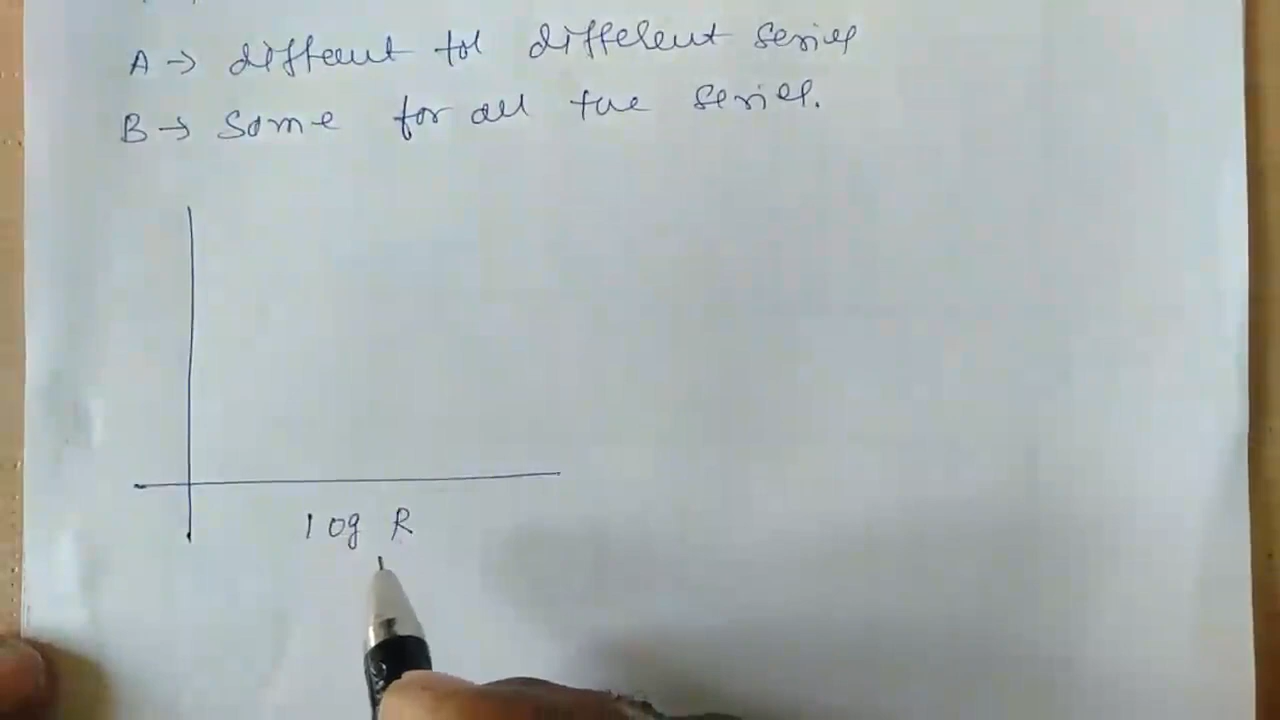 A → different for different series
B → Same for all the series.
log R